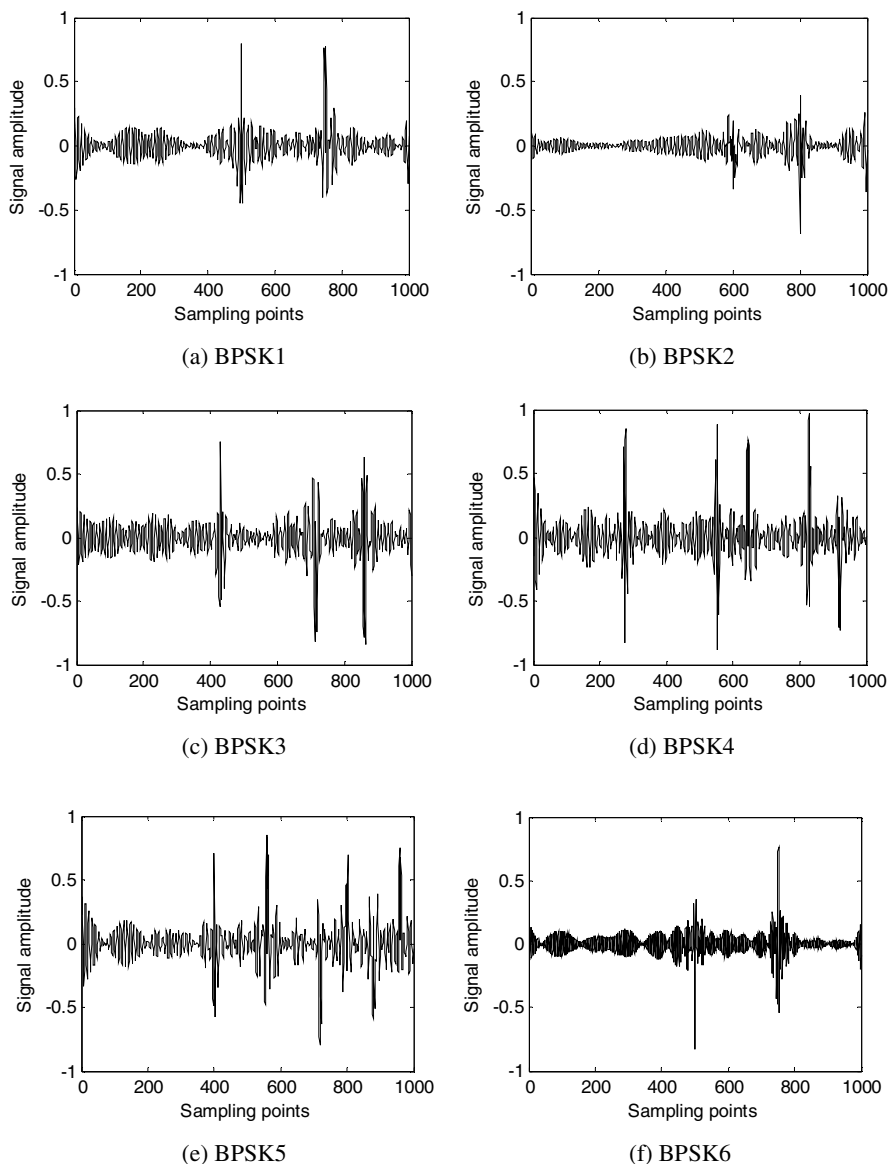 1
0.5
0
-0.5
-1
Signal amplitude
0 200 400 600 800 1000
Sampling points
(a) BPSK1
1
0.5
0
-0.5
-1
Signal amplitude
0 200 400 600 800 1000
Sampling points
(b) BPSK2
1
0.5
0
-0.5
-1
Signal amplitude
0 200 400 600 800 1000
Sampling points
(c) BPSK3
1
0.5
0
-0.5
-1
Signal amplitude
0 200 400 600 800 1000
Sampling points
(d) BPSK4
1
0.5
0
-0.5
-1
Signal amplitude
0 200 400 600 800 1000
Sampling points
(e) BPSK5
1
0.5
0
-0.5
-1
Signal amplitude
0 200 400 600 800 1000
Sampling points
(f) BPSK6